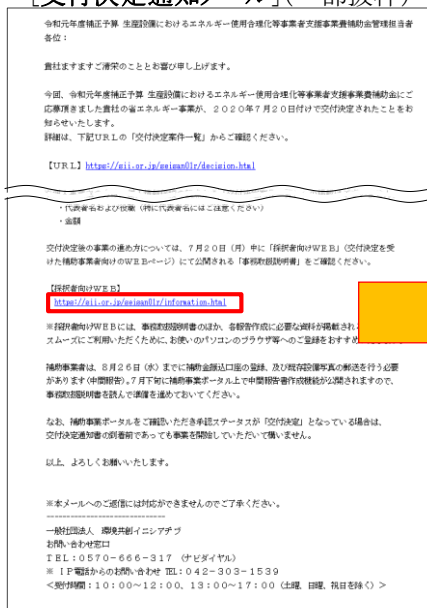 [交付決定通知メール](一部抜粋)
令和元年度補正予算 生産設備におけるエネルギー使用合理化等事業者支援事業費補助金管理担当者
各位：
貴社ますますご清栄のこととお喜び申し上げます。
今回、令和元年度補正予算 生産設備におけるエネルギー使用合理化等事業者支援事業費補助金にご
応募頂きました貴社の省エネルギー事業が、２０２０年７月２０日付けで交付決定されたことをお
知らせいたします。
詳細は、下記ＵＲＬの「交付決定案件一覧」からご確認ください。
【ＵＲＬ】https://sii.or.jp/seisan01r/decision.html
・代表者名および役職（特に代表者名にはご注意ください）
・金額
交付決定後の事業の進め方については、７月２０日（月）中に「採択者向けＷＥＢ」（交付決定を受
けた補助事業者向けのＷＥＢページ）にて公開される「事務取扱説明書」をご確認ください。
【採択者向けＷＥＢ】
https://sii.or.jp/seisan01r/information.html
※採択者向けＷＥＢには、事務取扱説明書のほか、各報告作成に必要な資料が掲載され
スムーズにご利用いただくために、お使いのパソコンのブラウザ等へのご登録をおすすめ
補助事業者は、８月２６日（水）までに補助金振込口座の登録、及び既存設備写真の郵送を行う必要
があります（中間報告）。７月下旬に補助事業ポータル上で中間報告書作成機能が公開されますので、
事務取扱説明書を読んで準備を進めておいてください。
なお、補助事業ポータルをご確認いただき承認ステータスが「交付決定」となっている場合は、
交付決定通知書の到着前であっても事業を開始していただいて構いません。
以上、よろしくお願いいたします。
※本メールへのご返信には対応ができませんのでご了承ください。
----------------------------
一般社団法人 環境共創イニシアチブ
お問い合わせ窓口
ＴＥＬ：０５７０－６６６－３１７ （ナビダイヤル）
※ ＩＰ電話からのお問い合わせ TEL：０４２－３０３－１５３９
＜受付時間：１０：００～１２：００、１３：００～１７：００（土曜、日曜、祝日を除く）＞